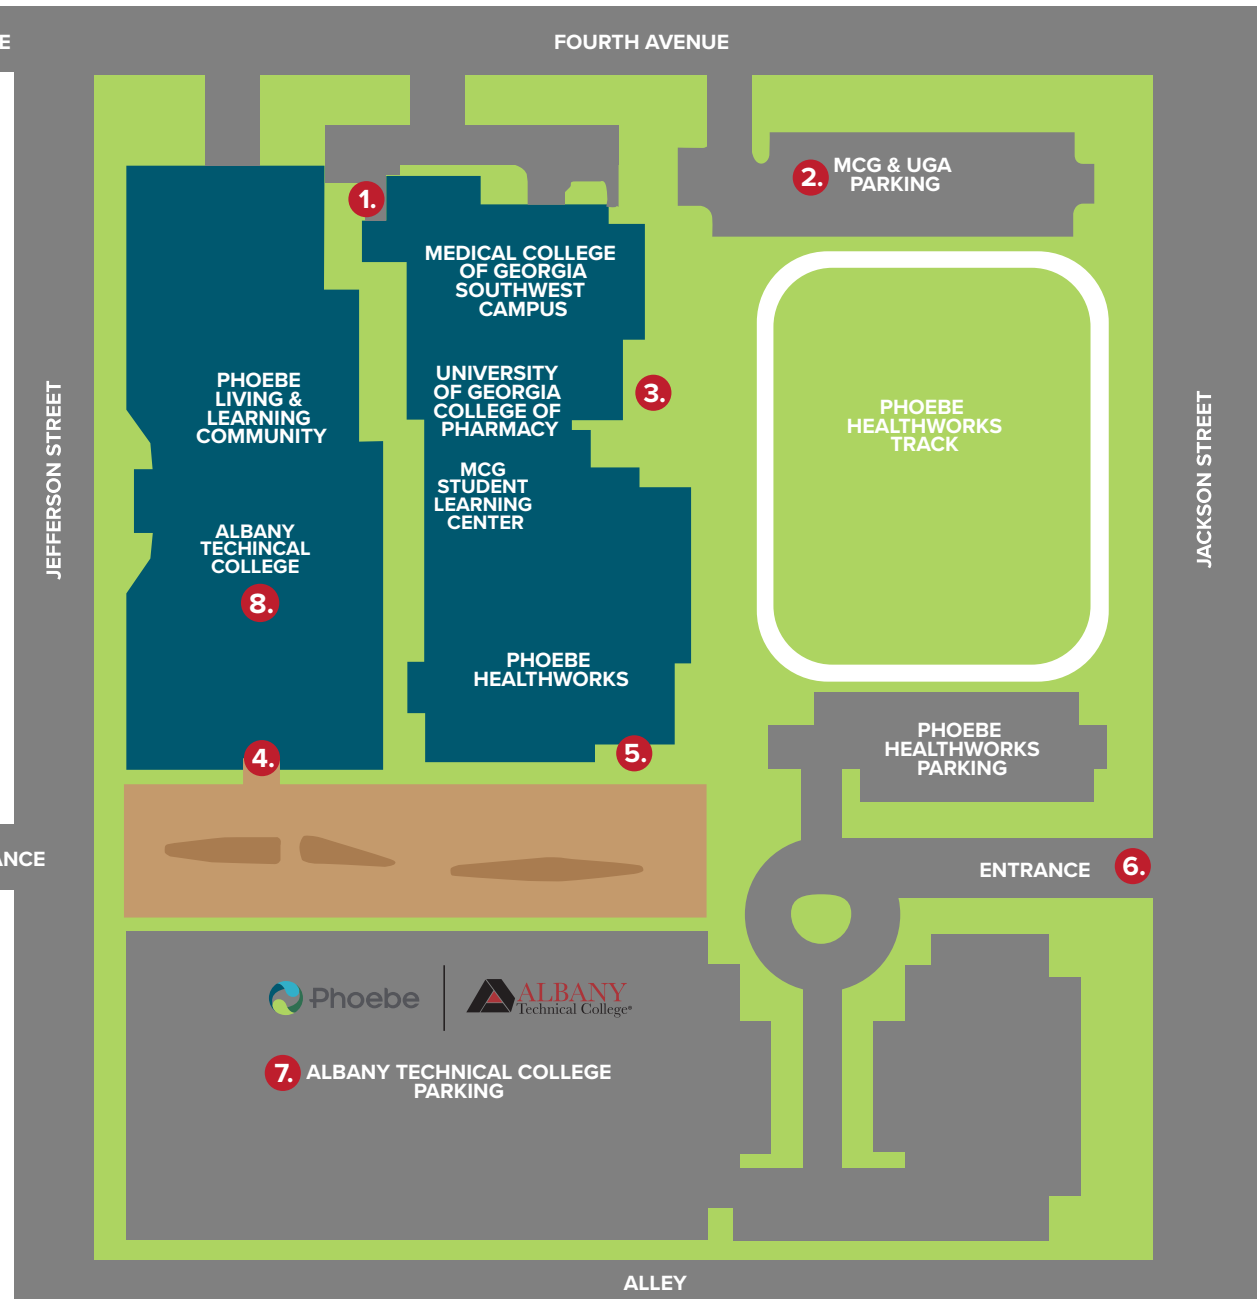 E
FOURTH AVENUE
1.
2.
MCG & UGA
PARKING
MEDICAL COLLEGE
OF GEORGIA
SOUTHWEST
CAMPUS
UNIVERSITY
OF GEORGIA
COLLEGE OF
PHARMACY
3.
PHOEBE
LIVING &
LEARNING
COMMUNITY
JEFFERSON STREET
PHOEBE
HEALTHWORKS
TRACK
JACKSON STREET
MCG
STUDENT
LEARNING
CENTER
ALBANY
TECHINCAL
COLLEGE
8.
PHOEBE
HEALTHWORKS
4.
5.
PHOEBE
HEALTHWORKS
PARKING
ANCE
ENTRANCE
6.
Phoebe
ALBANY
Technical College®
7.
ALBANY TECHNICAL COLLEGE
PARKING
ALLEY